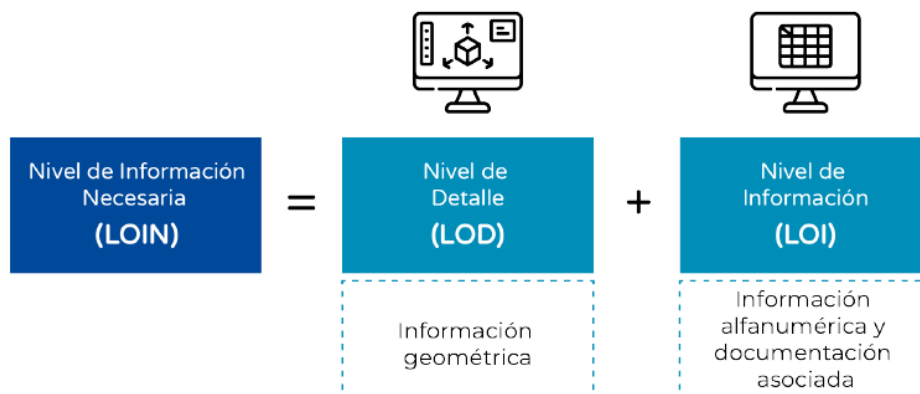 Nivel de Información
Necesaria
(LOIN)
=
Nivel de
Detalle
(LOD)
+
Nivel de
Información
(LOI)
Información
geométrica
Información
alfanumérica y
documentación
asociada